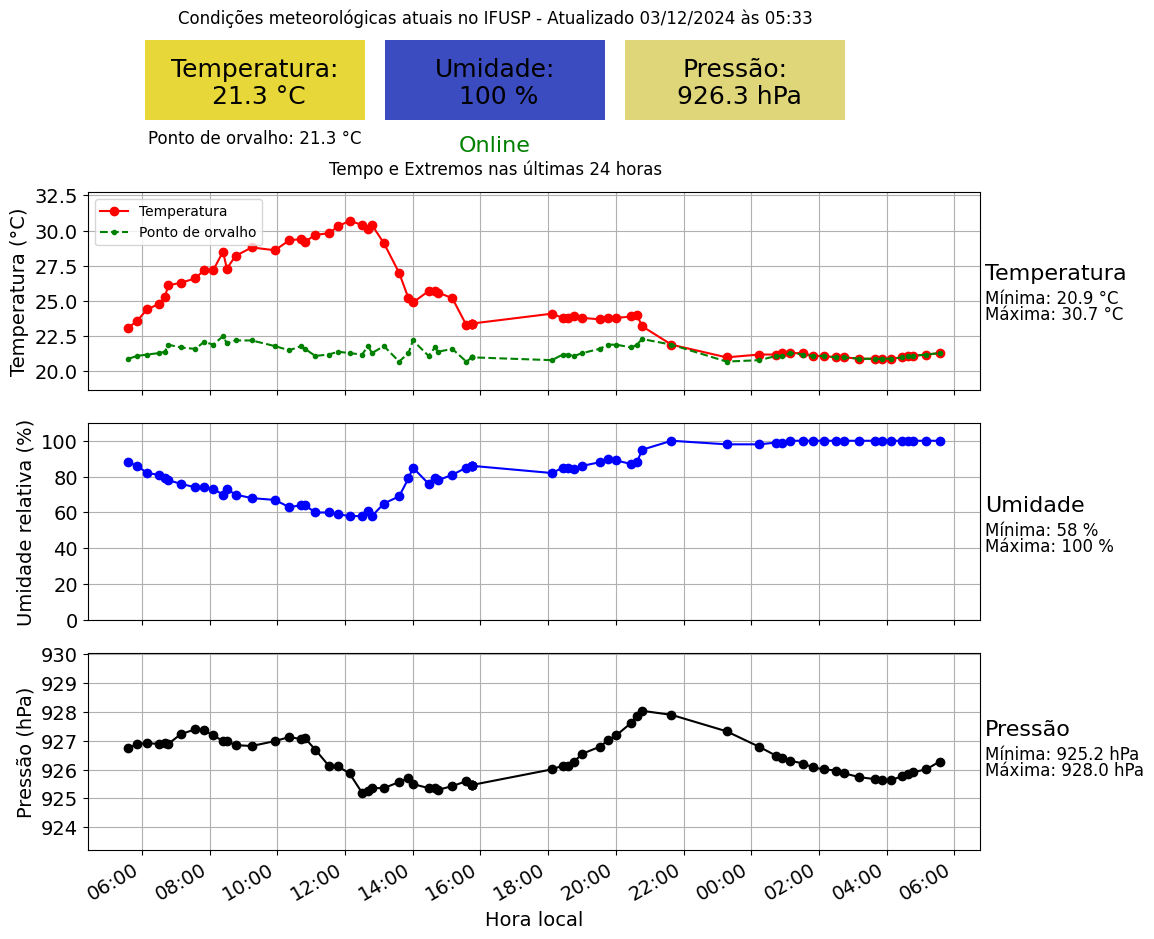 Condições meteorológicas atuais no IFUSP - Atualizado 03/12/2024 às 05:33
Temperatura:
21.3 °C
Umidade:
100 %
Pressão:
926.3 hPa
Ponto de orvalho: 21.3 °C
Online
Tempo e Extremos nas últimas 24 horas
Temperatura (°C)
32.5
30.0
27.5
25.0
22.5
20.0
Temperatura
Ponto de orvalho
Temperatura
Mínima: 20.9 °C
Máxima: 30.7 °C
Umidade relativa (%)
100
80
60
40
20
0
Umidade
Mínima: 58 %
Máxima: 100 %
Pressão (hPa)
930
929
928
927
926
925
924
Pressão
Mínima: 925.2 hPa
Máxima: 928.0 hPa
06:00 08:00 10:00 12:00 14:00 16:00 18:00 20:00 22:00 00:00 02:00 04:00 06:00
Hora local